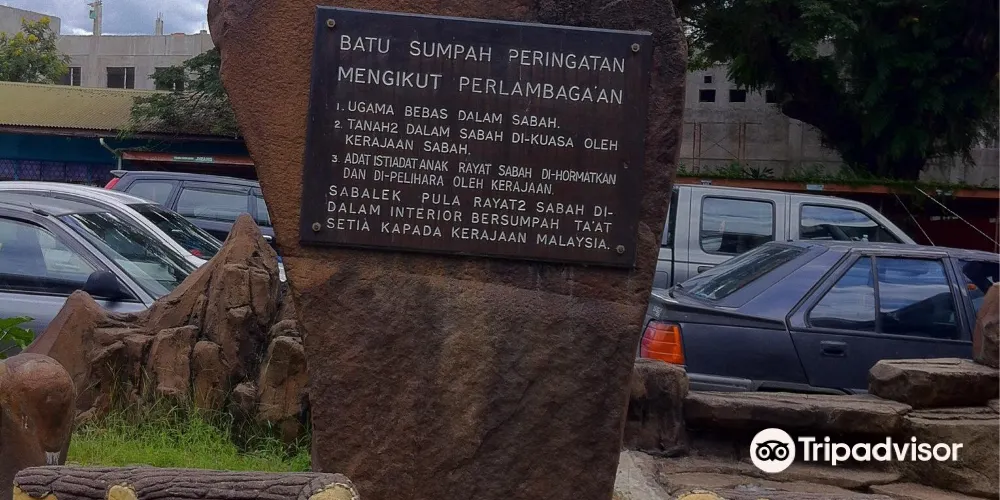 BATU SUMPAH PERINGATAN
MENGIKUT PERLAMBAGA'AN
1. UGAMA BEBAS DALAM SABAH.
2. TANAH2 DALAM SABAH DI-KUASA OLEH
KERAJAAN SABAH.
3. ADAT ISTIADAT ANAK RAYAT SABAH DI-HORMATKAN
DAN DI-PELIHARA OLEH KERAJAAN.
SABALEK PULA RAYAT2 SABAH DI-
DALAM INTERIOR BERSUMPAH TA'AT
SETIA KAPADA KERAJAAN MALAYSIA.
Tripadvisor